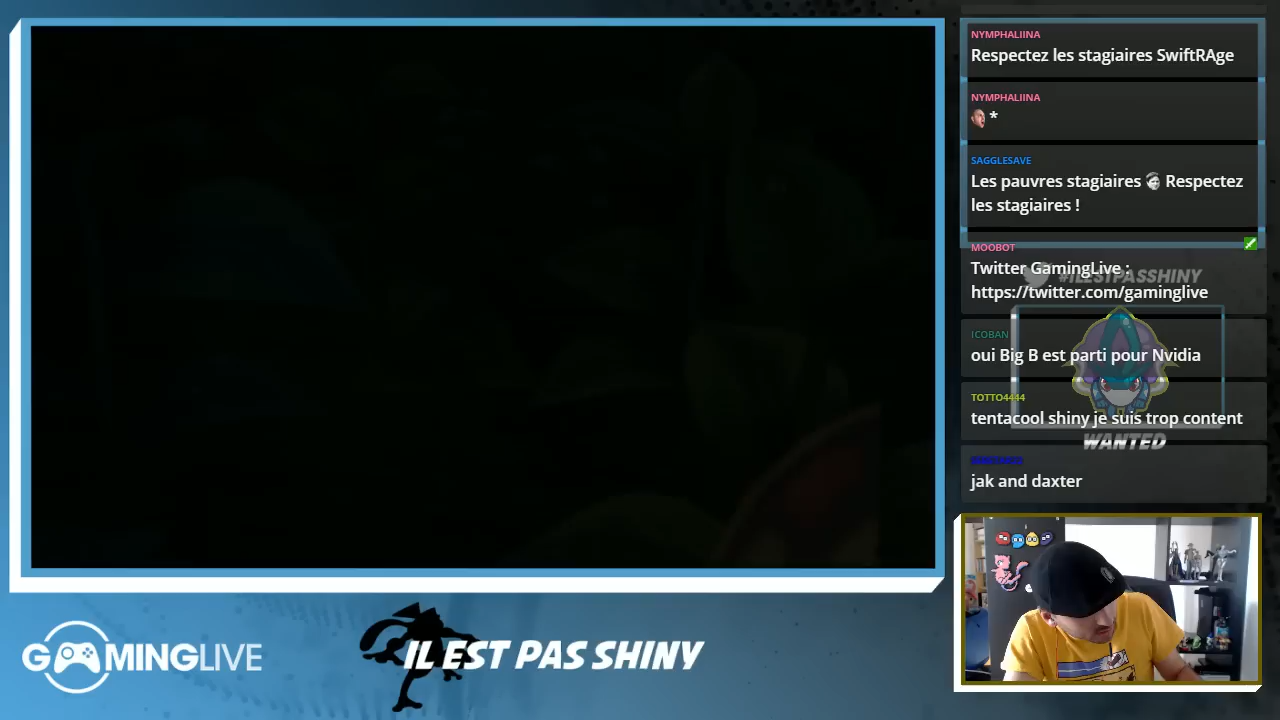 NYMPHALIINA
Respectez les stagiaires SwiftRAge
NYMPHALIINA
*
SAGGLESAVE
Les pauvres stagiaires Respectez
les stagiaires !
MOOBOT
Twitter GamingLive :
https://twitter.com/gaminglive
#ILESTPASSHINY
ICOBAN
oui Big B est parti pour Nvidia
TOTTO4444
tentacool shiny je suis trop content
WANTED
jak and daxter
GAMINGLIVE
IL EST PAS SHINY